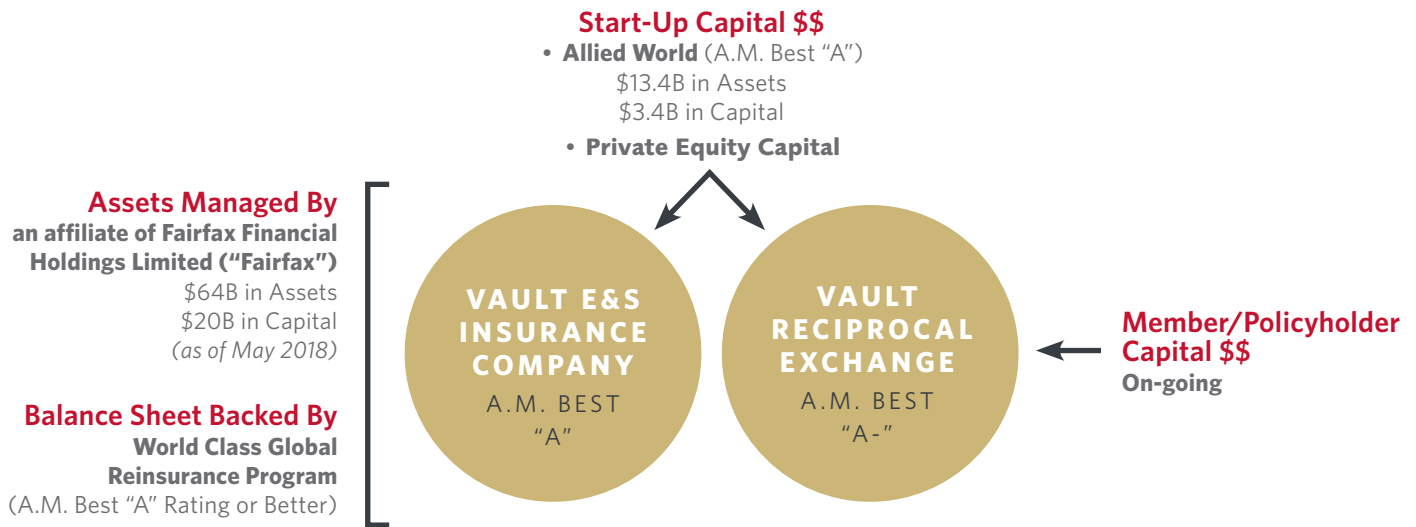 Start-Up Capital $$
• Allied World (A.M. Best “A”)
$13.4B in Assets
$3.4B in Capital
• Private Equity Capital
Assets Managed By
an affiliate of Fairfax Financial
Holdings Limited (“Fairfax”)
$64B in Assets
$20B in Capital
(as of May 2018)
Balance Sheet Backed By
World Class Global
Reinsurance Program
(A.M. Best “A” Rating or Better)
VAULT E&S
INSURANCE
COMPANY
A.M. BEST
“A”
VAULT
RECIPROCAL
EXCHANGE
A.M. BEST
“A-”
Member/Policyholder
Capital $$
On-going